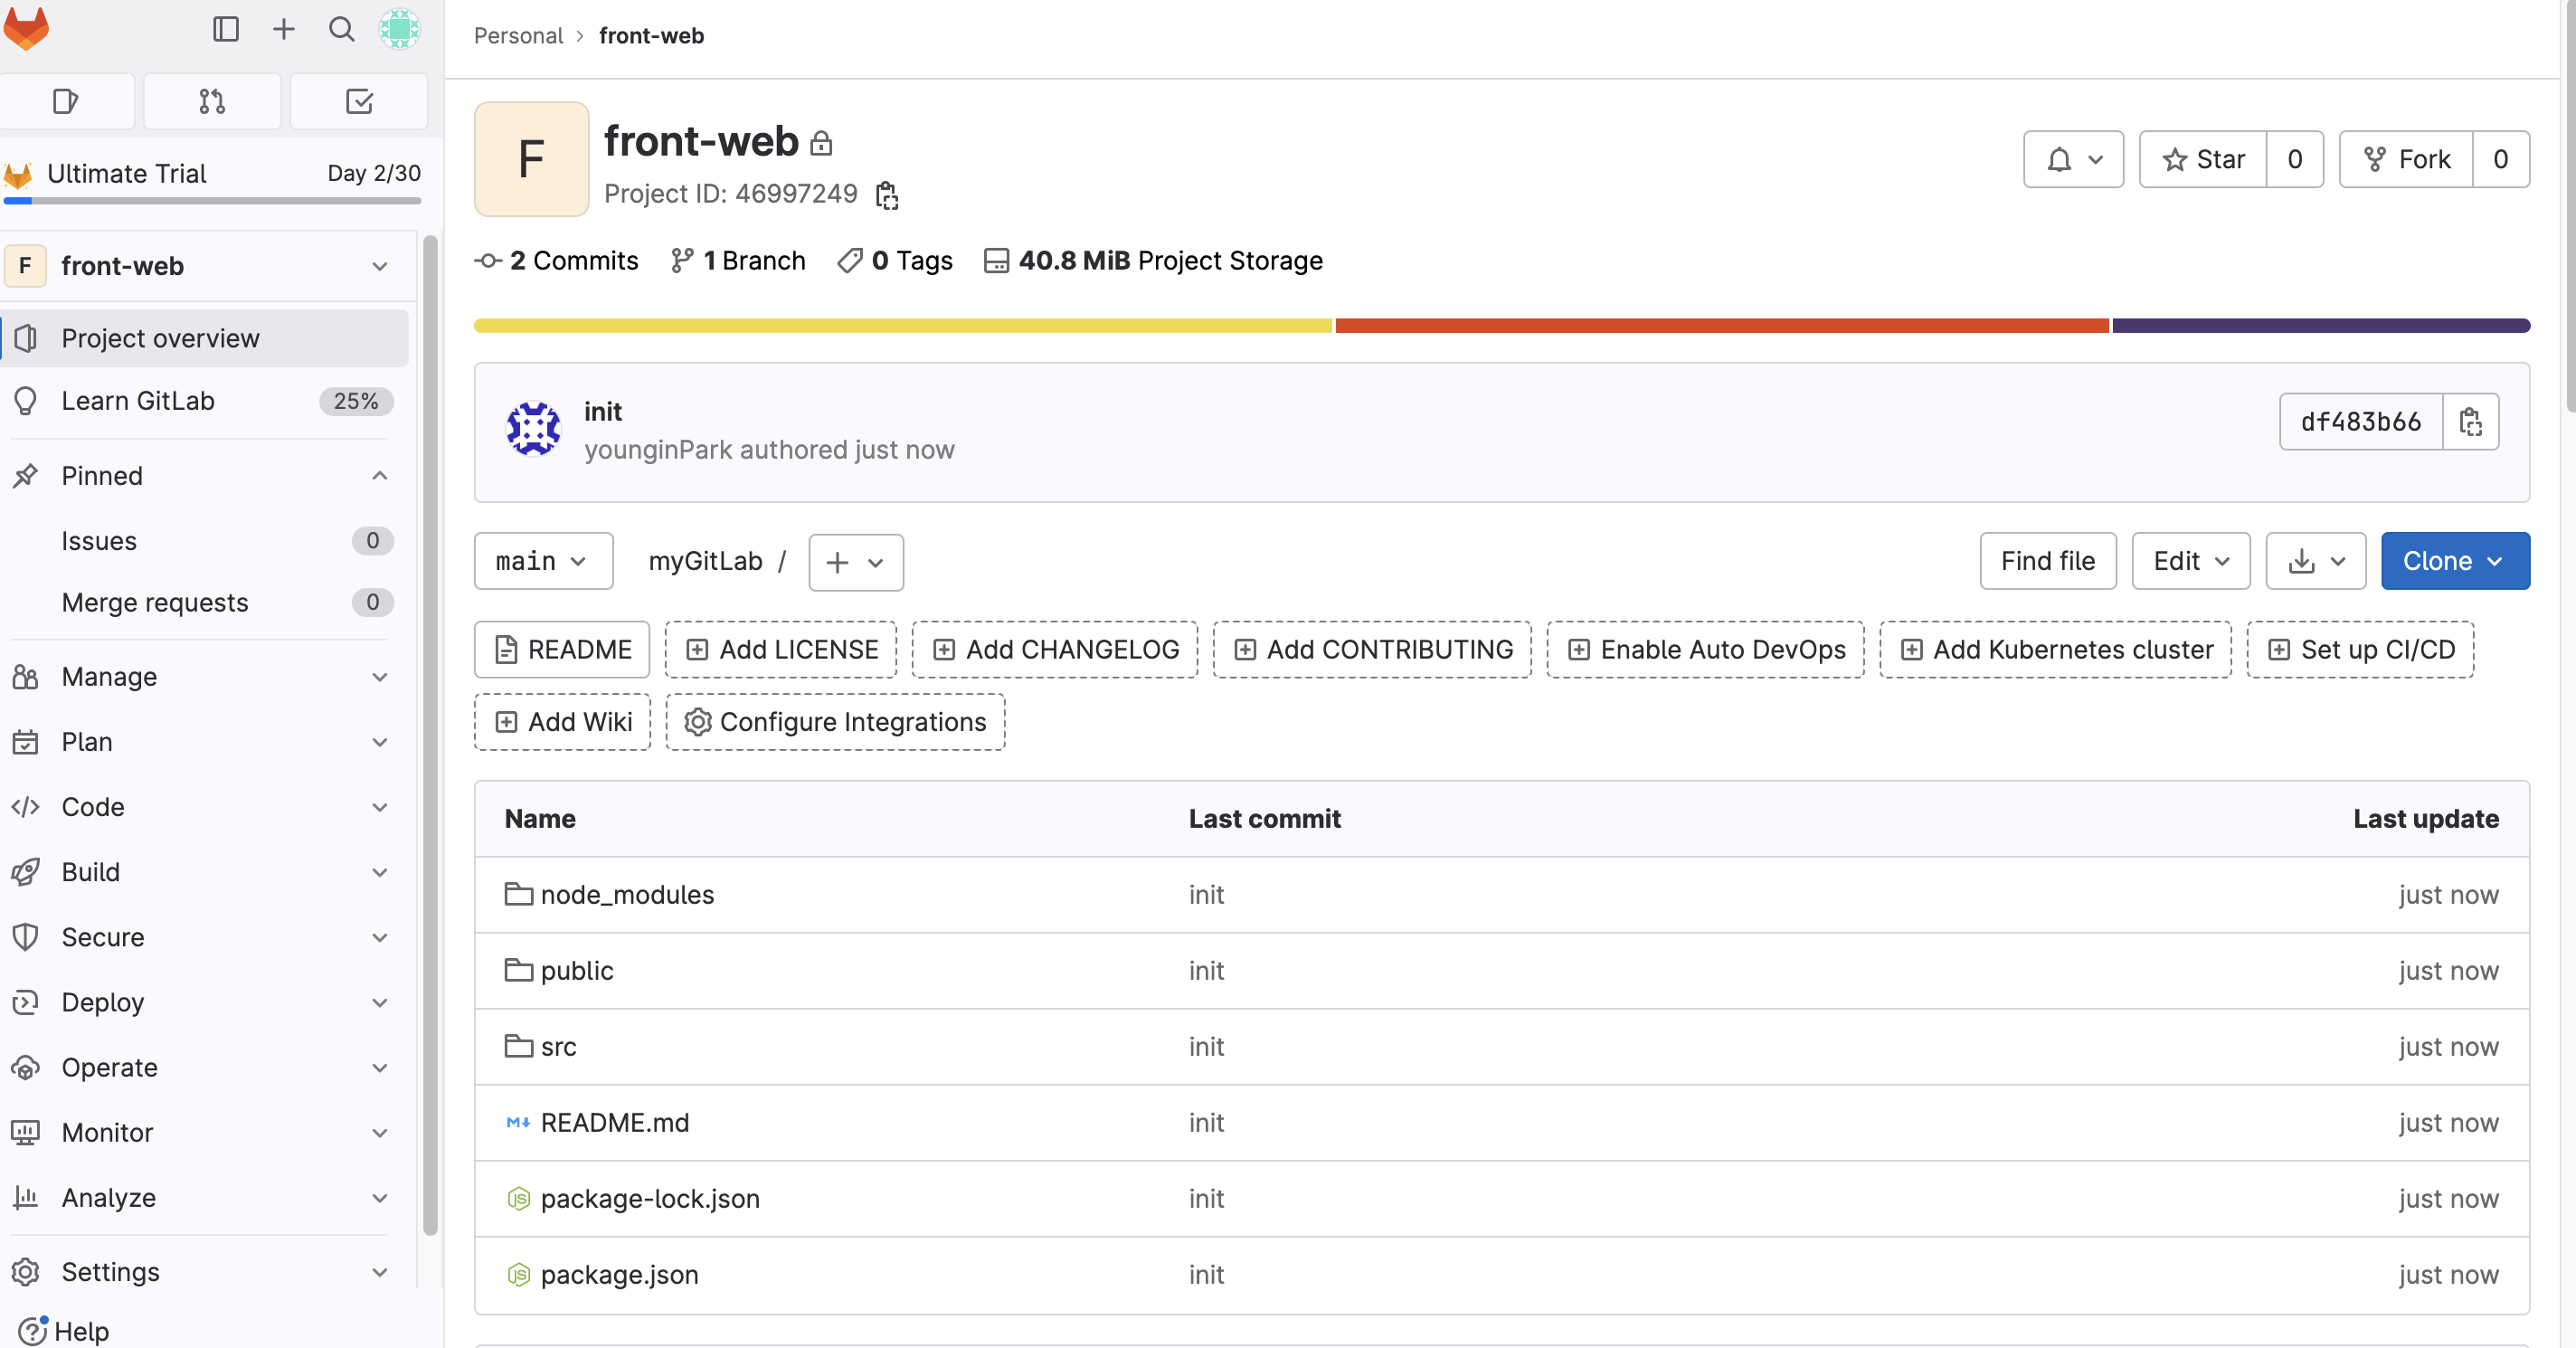 Personal > front-web
Ultimate Trial Day 2/30
F front-web
Project overview
Learn GitLab 25%
Pinned
Issues 0
Merge requests 0
Manage
Plan
Code
Build
Secure
Deploy
Operate
Monitor
Analyze
Settings
Help
F
front-web
Project ID: 46997249
Star 0
Fork 0
2 Commits 1 Branch 0 Tags 40.8 MiB Project Storage
init
younginPark authored just now
df483b66
main myGitLab / + Find file Edit Clone
README Add LICENSE Add CHANGELOG Add CONTRIBUTING Enable Auto DevOps Add Kubernetes cluster Set up CI/CD
Add Wiki Configure Integrations
Name Last commit Last update
node_modules init just now
public init just now
src init just now
README.md init just now
package-lock.json init just now
package.json init just now